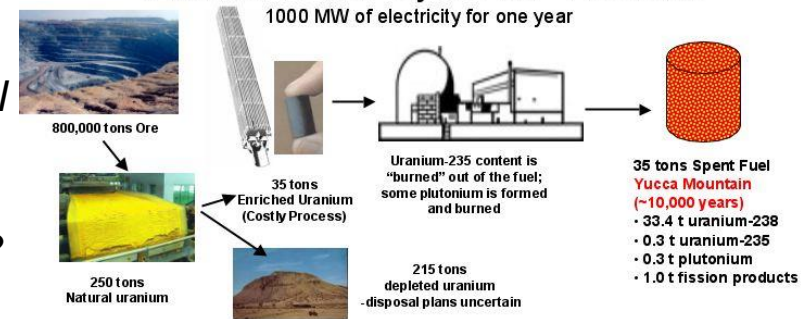 1000 MW of electricity for one year
800,000 tons Ore
35 tons
Enriched Uranium
(Costly Process)
Uranium-235 content is
"burned" out of the fuel;
some plutonium is formed
and burned
35 tons Spent Fuel
Yucca Mountain
(~10,000 years)
· 33.4 t uranium-238
· 0.3 t uranium-235
· 0.3 t plutonium
· 1.0 t fission products
250 tons
Natural uranium
215 tons
depleted uranium
-disposal plans uncertain